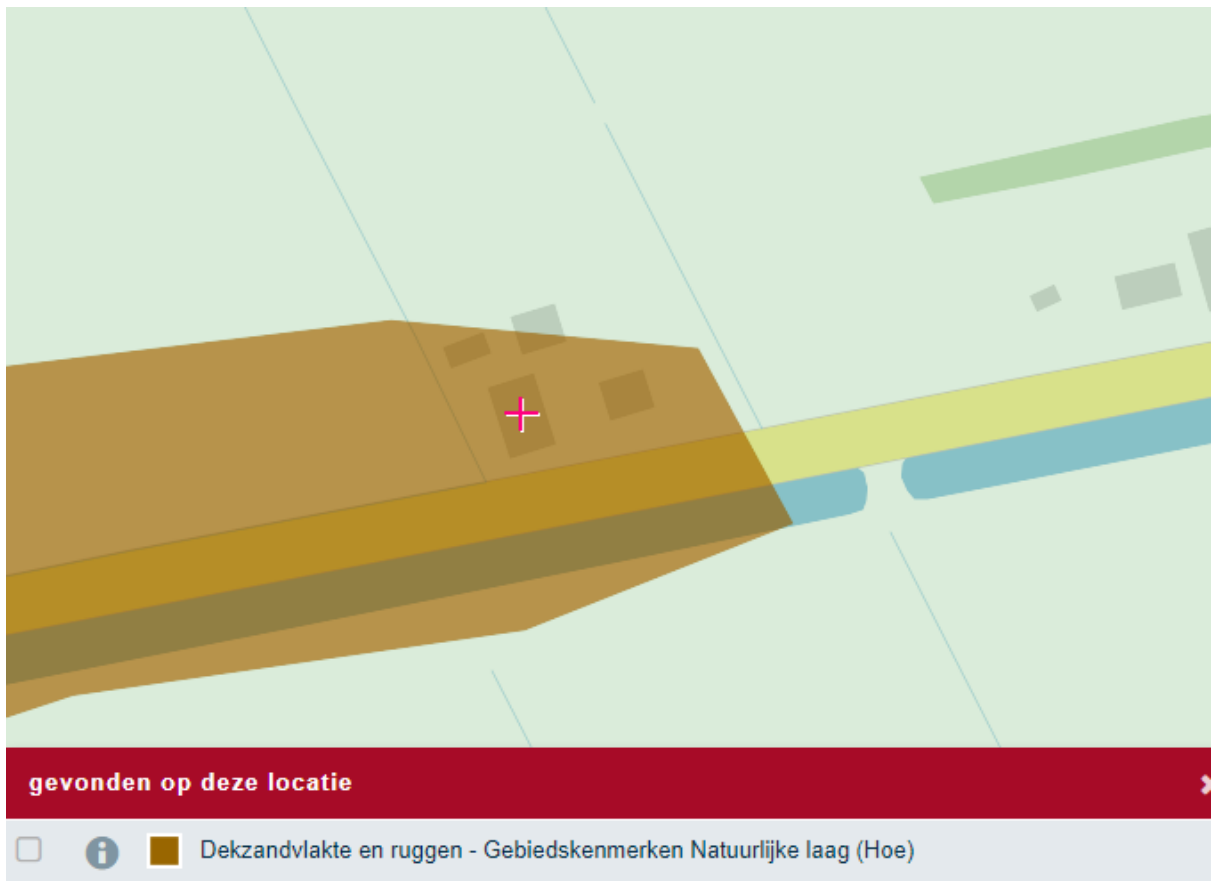 gevonden op deze locatie
Dekzandvlakte en ruggen - Gebiedskenmerken Natuurlijke laag (Hoe)